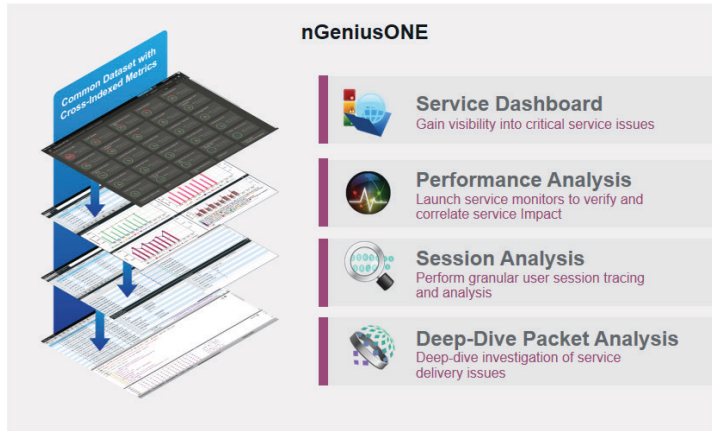 nGeniusONE
Common Dataset with
Cross-Indexed Metrics
Service Dashboard
Gain visibility into critical service issues
Performance Analysis
Launch service monitors to verify and
correlate service Impact
Session Analysis
Perform granular user session tracing
and analysis
Deep-Dive Packet Analysis
Deep-dive investigation of service
delivery issues